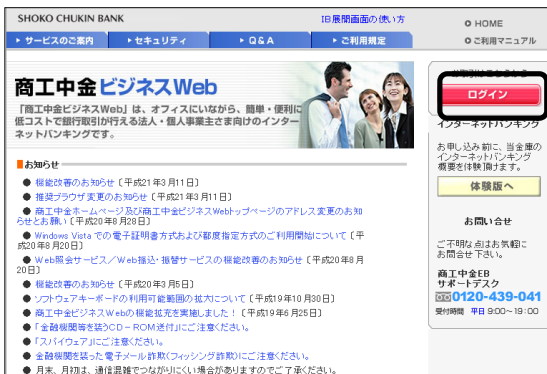 SHOKO CHUKIN BANK
IB展開画面の使い方
HOME
ご利用マニュアル
サービスのご案内
セキュリティ
Q&A
ご利用規定
商工中金ビジネスWeb
「商工中金ビジネスWeb」は、オフィスにいながら、簡単・便利に
低コストで銀行取引が行える法人・個人事業主さま向けのインター
ネットバンキングです。
ログイン
インターネットバンキング
お申し込み前に、当金庫の
インターネットバンキング
概要を体験頂けます。
体験版へ
お問い合せ
ご不明な点はお気軽に
お問合せ下さい。
商工中金EB
サポートデスク
0120-439-041
受付時間 平日 9:00~19:00
お知らせ
● 機能改善のお知らせ〔平成21年3月11日〕
● 推奨ブラウザ変更のお知らせ〔平成21年3月11日〕
● 商工中金ホームページ及び商工中金ビジネスWebトップページのアドレス変更のお知
らせとお願い〔平成20年8月28日〕
● Windows Vista での電子証明書方式および都度指定方式のご利用開始について〔平
成20年8月20日〕
● Web照会サービス／Web振込・振替サービスの機能改善のお知らせ〔平成20年8月
20日〕
● 機能改善のお知らせ〔平成20年3月5日〕
● ソフトウェアキーボードの利用可能範囲の拡大について〔平成19年10月30日〕
● 商工中金ビジネスWebの機能拡充を実施しました！〔平成19年6月25日〕
● 「金融機関等を装うCD－ROM送付」にご注意ください。
● 「スパイウェア」にご注意ください。
● 金融機関を装った電子メール詐欺(フィッシング詐欺)にご注意ください。
● 月末、月初は、通信混雑でつながりにくい場合がありますのでご了承ください。